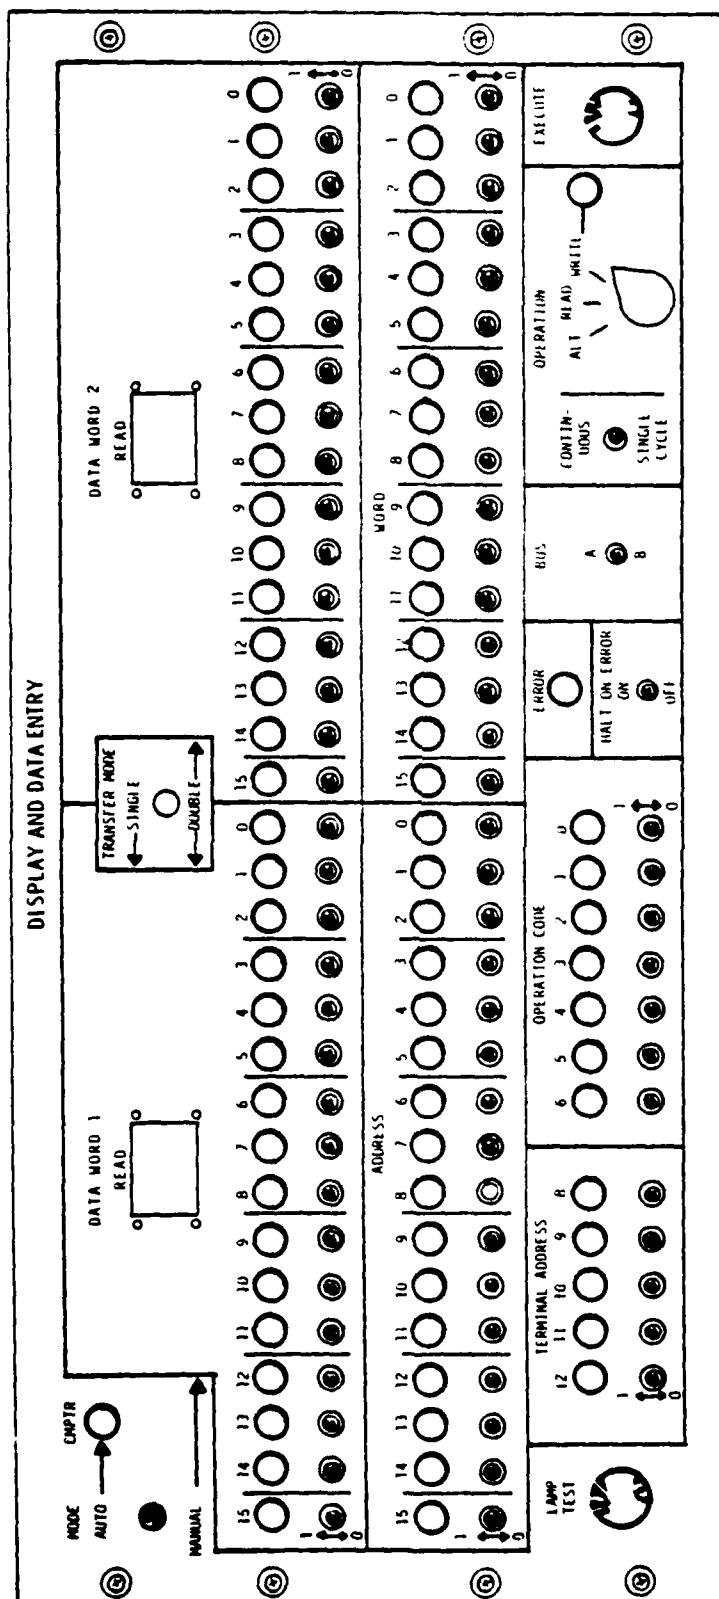 DISPLAY AND DATA ENTRY
MODE
AUTO
CMPTR
MANUAL
DATA WORD 1
READ
TRANSFER MODE
SINGLE
DOUBLE
DATA WORD 2
READ
15 14 13 12 11 10 9 8 7 6 5 4 3 2 1 0
1 0
15 14 13 12 11 10 9 8 7 6 5 4 3 2 1 0
1 0
ADDRESS
15 14 13 12 11 10 9 8 7 6 5 4 3 2 1 0
1 0
WORD
15 14 13 12 11 10 9 8 7 6 5 4 3 2 1 0
1 0
LAMP
TEST
TERMINAL ADDRESS
12 11 10 9 8
1 0
OPERATION CODE
6 5 4 3 2 1 0
1 0
ERROR
HALT ON ERROR
ON
OFF
BUS
A
B
CONTIN-
UOUS
SINGLE
CYCLE
OPERATION
ALT READ WRITE
EXECUTE